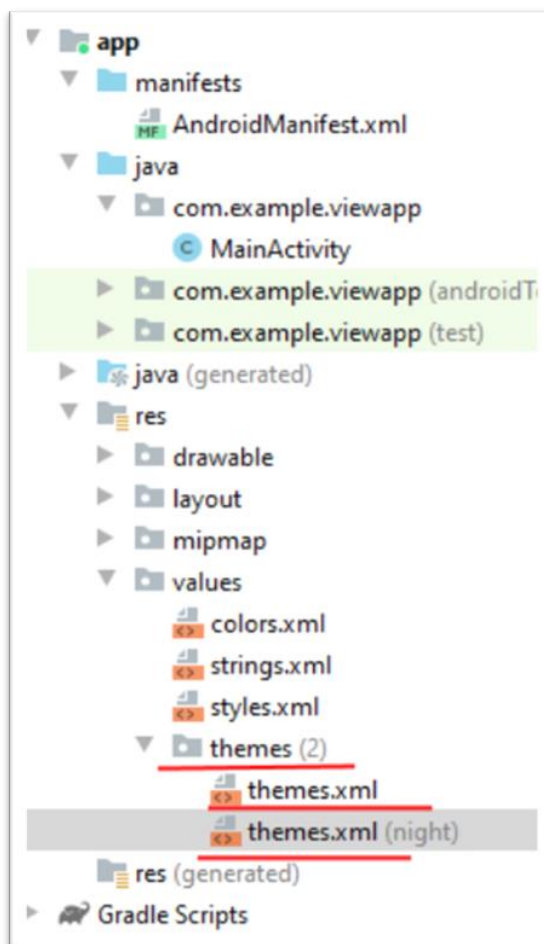 app
manifests
MF AndroidManifest.xml
java
com.example.viewapp
C MainActivity
com.example.viewapp (androidT
com.example.viewapp (test)
java (generated)
res
drawable
layout
mipmap
values
colors.xml
strings.xml
styles.xml
themes (2)
themes.xml
themes.xml (night)
res (generated)
Gradle Scripts